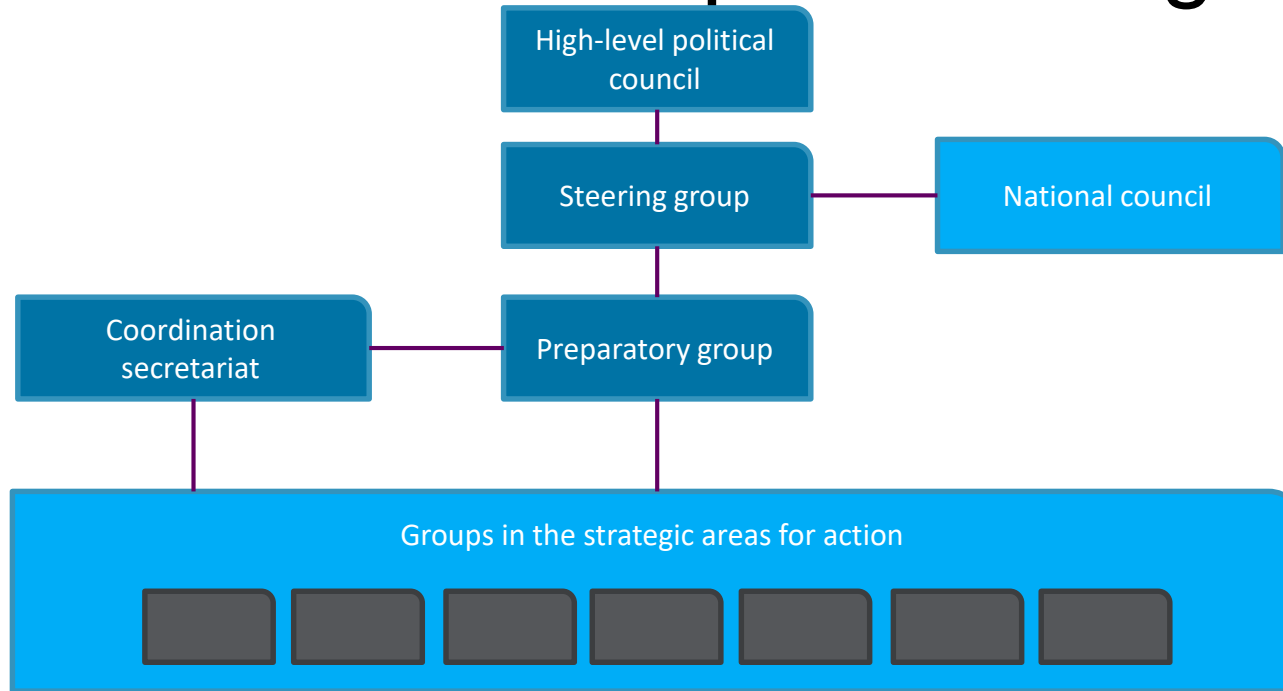 High-level political
council
Steering group
National council
Coordination
secretariat
Preparatory group
Groups in the strategic areas for action